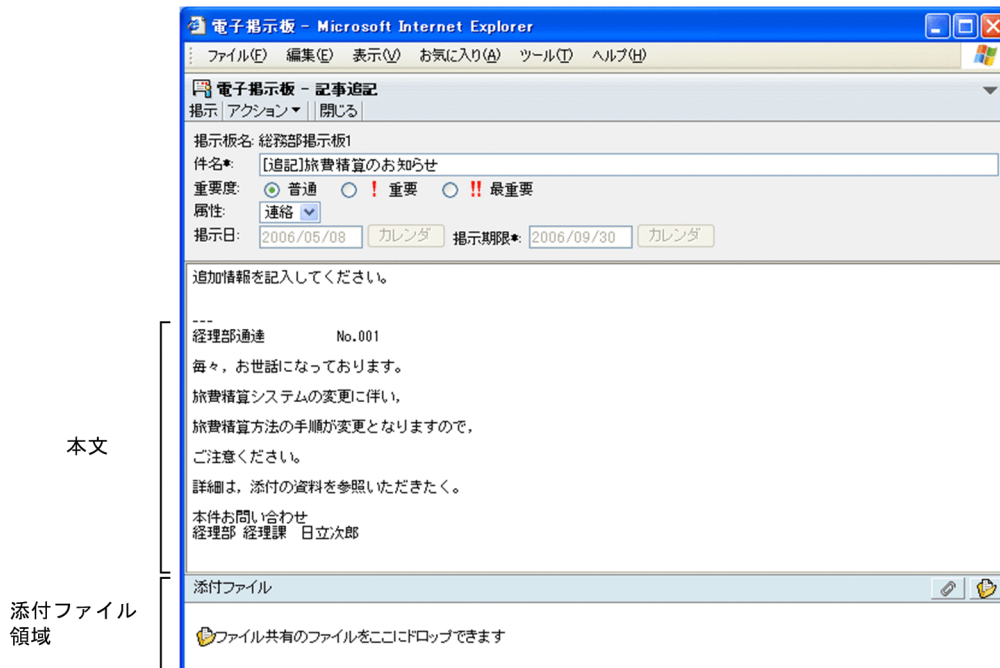 電子掲示板 - Microsoft Internet Explorer
ファイル(F) 編集(E) 表示(V) お気に入り(A) ツール(T) ヘルプ(H)
電子掲示板 - 記事追記
掲示 アクション▼ 閉じる
掲示板名: 総務部掲示板1
件名*: [追記]旅費精算のお知らせ
重要度: 普通 ! 重要 !! 最重要
属性: 連絡
掲示日: 2006/05/08 カレンダ 掲示期限*: 2006/09/30 カレンダ
追加情報を記入してください。
---
経理部通達 No.001
毎々，お世話になっております。
旅費精算システムの変更に伴い，
旅費精算方法の手順が変更となりますので，
ご注意ください。
詳細は，添付の資料を参照いただきたく。
本件お問い合わせ
経理部 経理課 日立次郎
本文
添付ファイル
ファイル共有のファイルをここにドロップできます
添付ファイル
領域